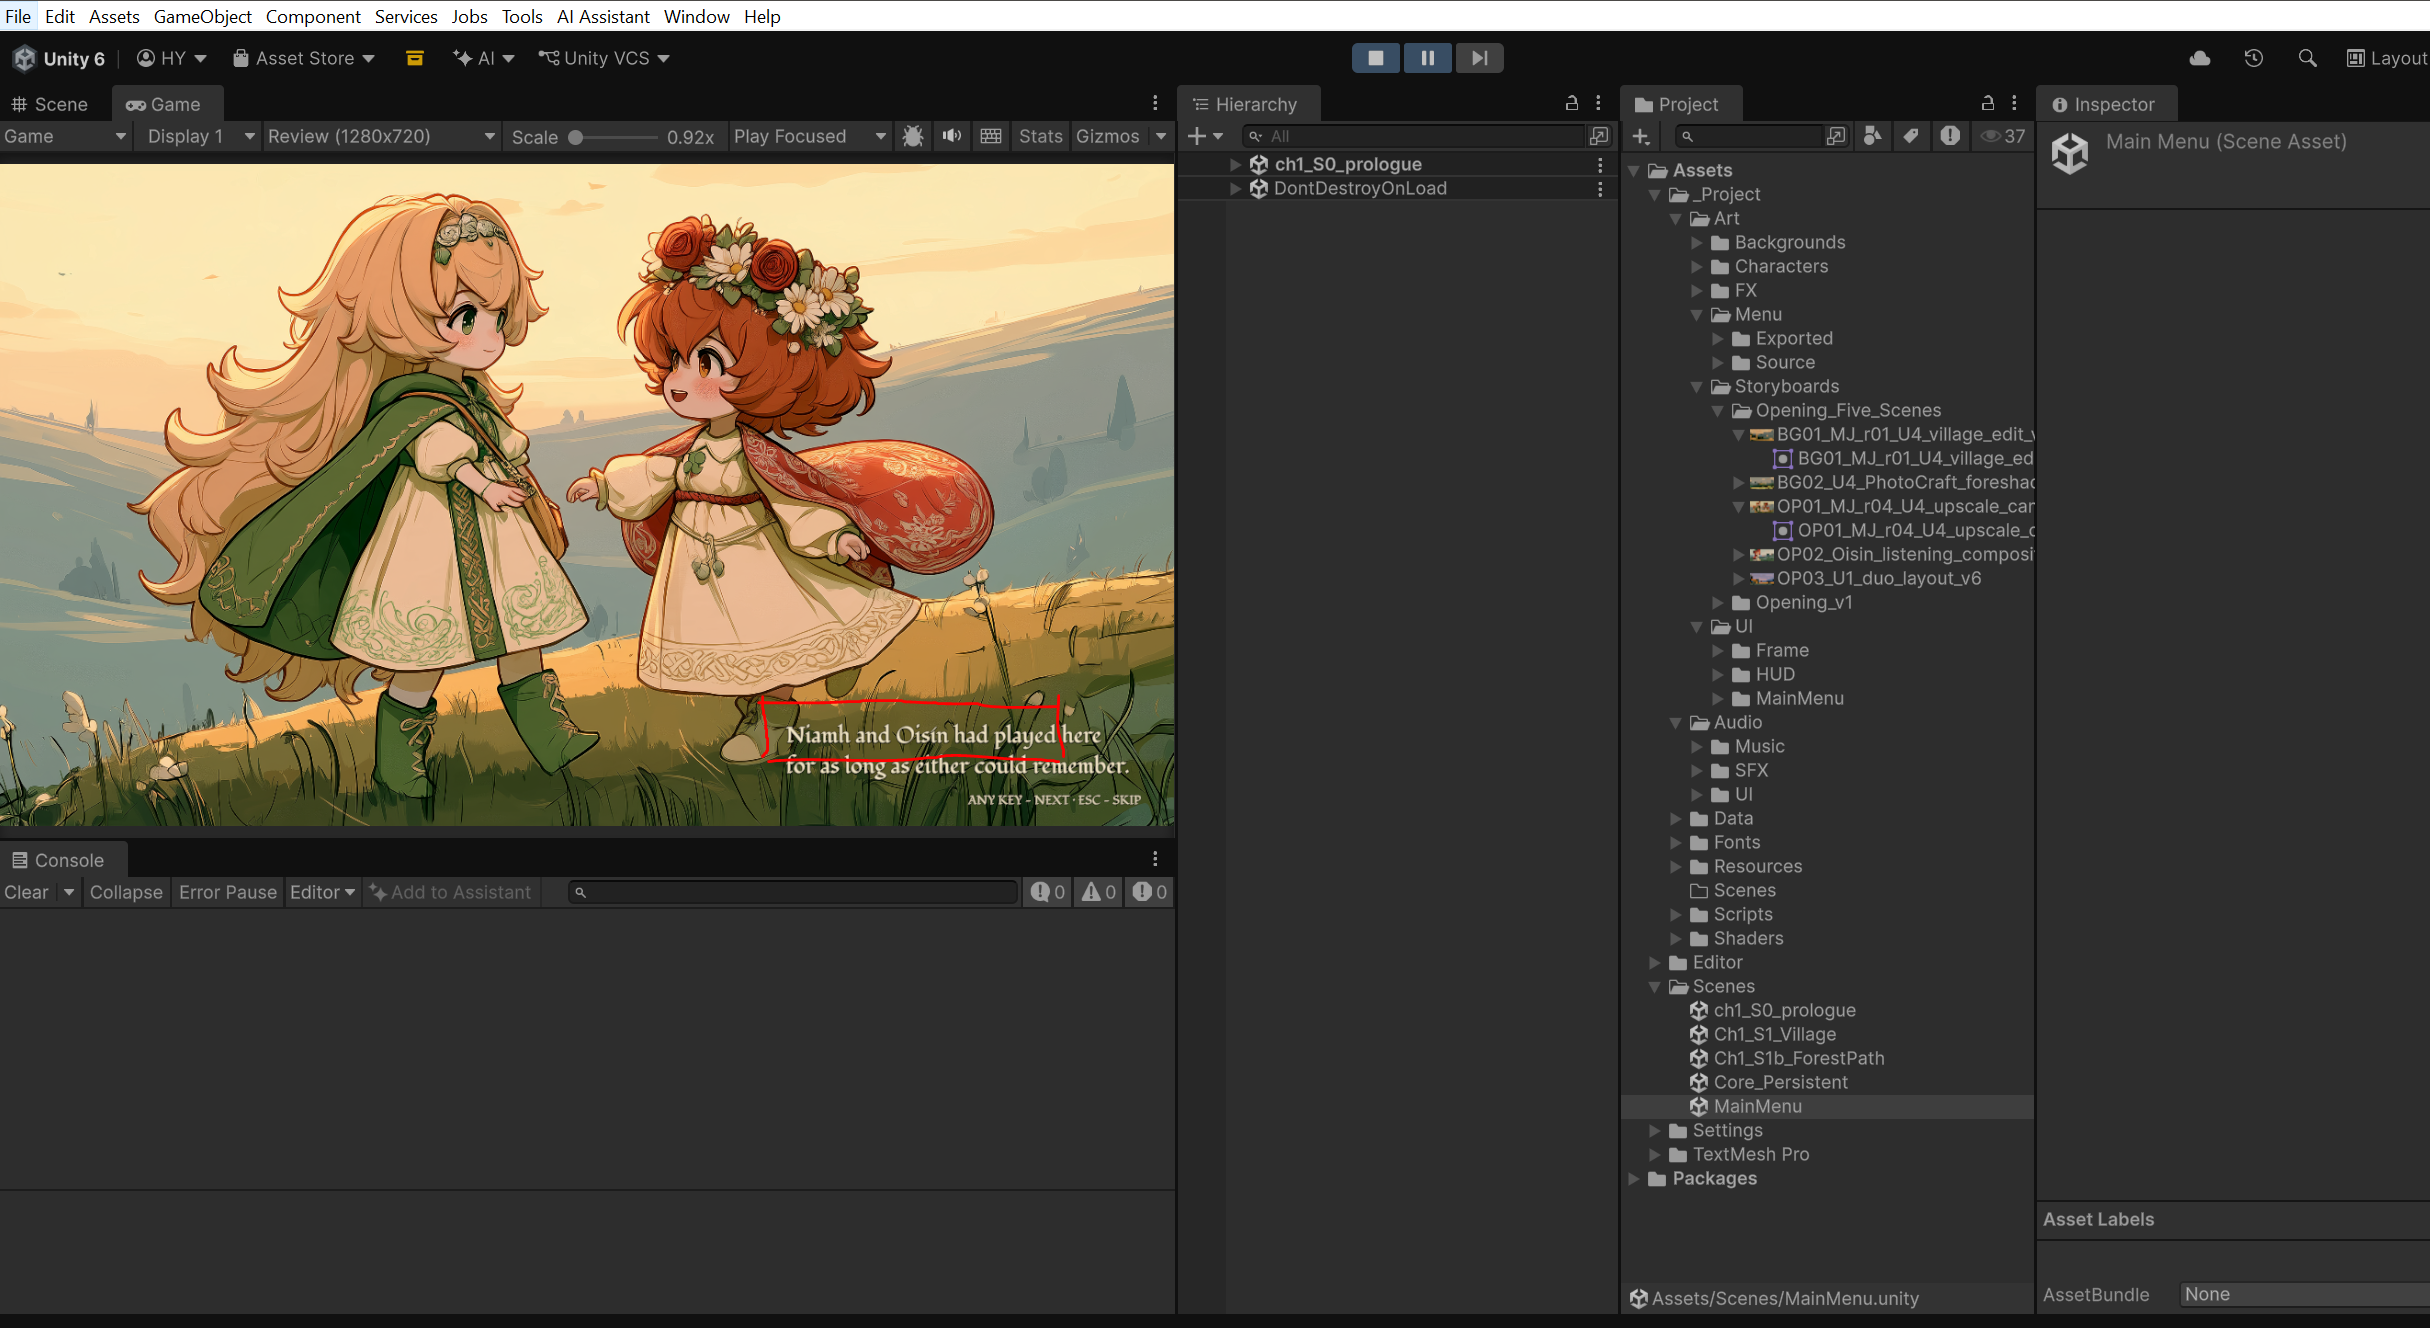 File Edit Assets GameObject Component Services Jobs Tools AI Assistant Window Help
Unity 6 HY Asset Store AI Unity VCS Layout
Scene Game
Game Display 1 Review (1280x720) Scale 0.92x Play Focused Stats Gizmos
Niamh and Oisín had played here
for as long as either could remember.
ANY KEY - NEXT · ESC - SKIP
Console
Clear Collapse Error Pause Editor Add to Assistant 0 0 0
Hierarchy
All
ch1_S0_prologue
DontDestroyOnLoad
Project
37
Assets
_Project
Art
Backgrounds
Characters
FX
Menu
Exported
Source
Storyboards
Opening_Five_Scenes
BG01_MJ_r01_U4_village_edit_v
BG01_MJ_r01_U4_village_ed
BG02_U4_PhotoCraft_foreshad
OP01_MJ_r04_U4_upscale_can
OP01_MJ_r04_U4_upscale_c
OP02_Oisin_listening_composit
OP03_U1_duo_layout_v6
Opening_v1
UI
Frame
HUD
MainMenu
Audio
Music
SFX
UI
Data
Fonts
Resources
Scenes
Scripts
Shaders
Editor
Scenes
ch1_S0_prologue
Ch1_S1_Village
Ch1_S1b_ForestPath
Core_Persistent
MainMenu
Settings
TextMesh Pro
Packages
Assets/Scenes/MainMenu.unity
Inspector
Main Menu (Scene Asset)
Asset Labels
AssetBundle None